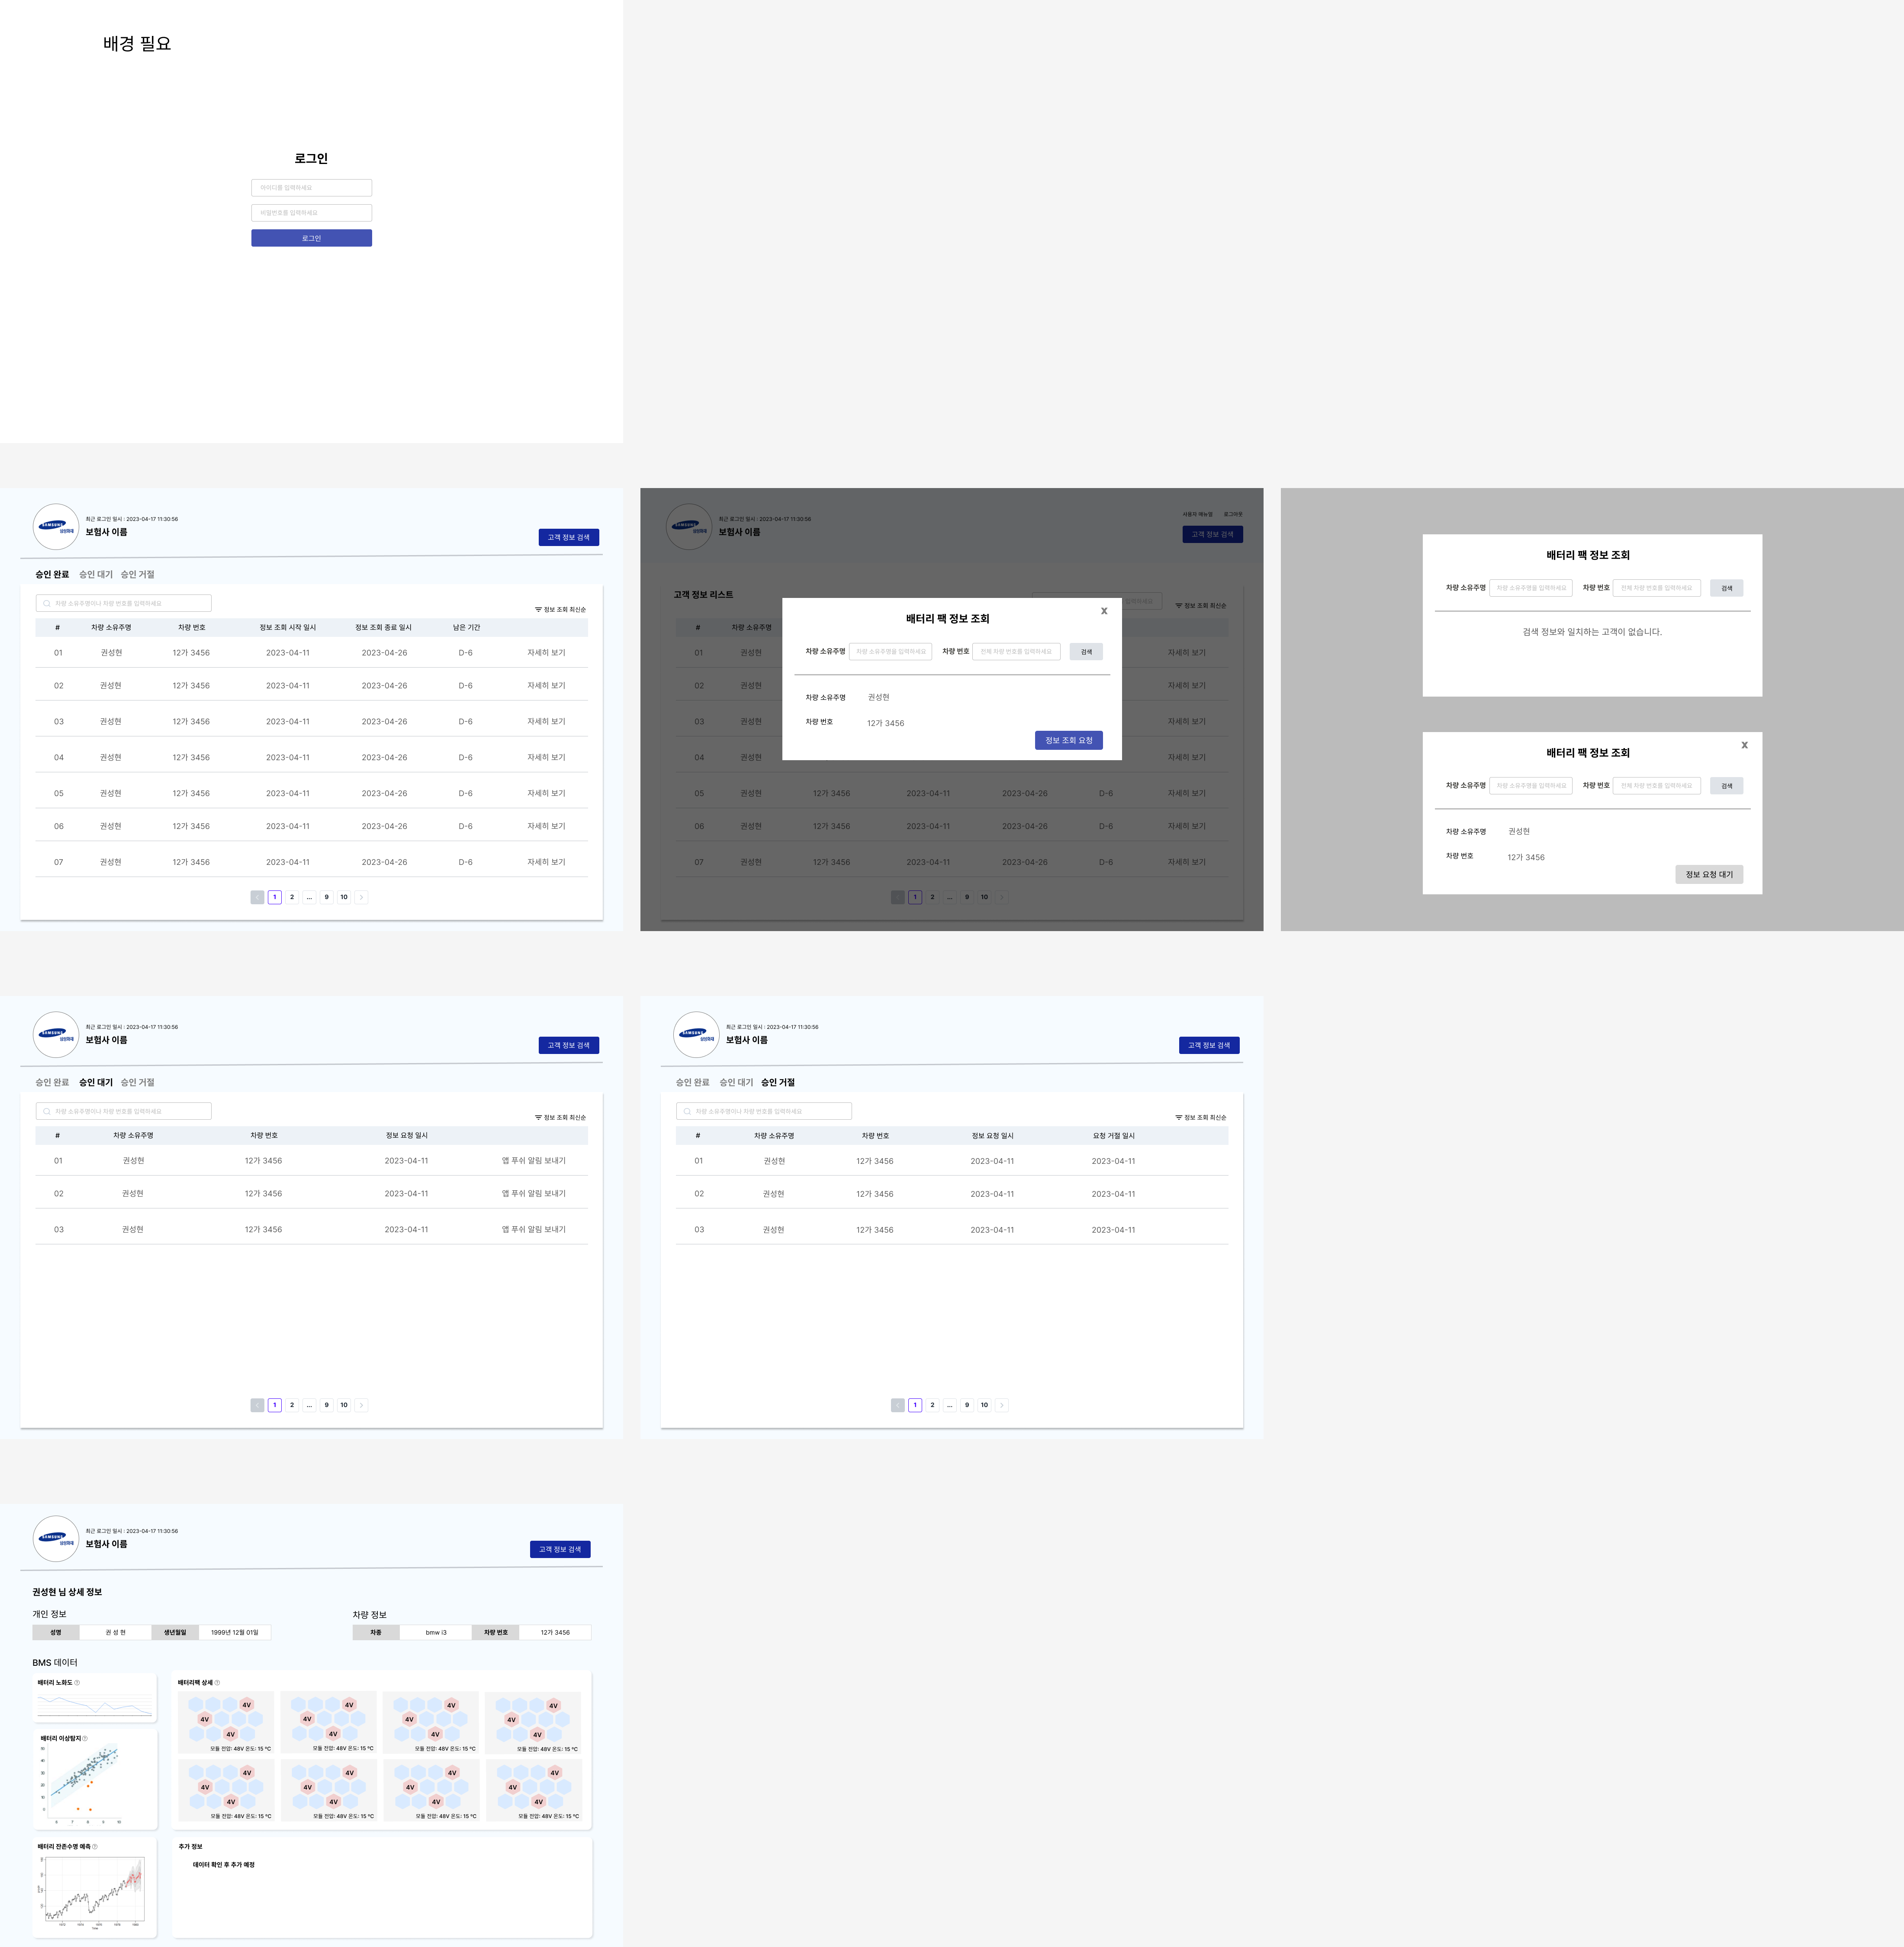 배경 필요
로그인
아이디를 입력하세요
비밀번호를 입력하세요
로그인
SAMSUNG 삼성화재
최근 로그인 일시 : 2023-04-17 11:30:56
보험사 이름
고객 정보 검색
승인 완료 승인 대기 승인 거절
차량 소유주명이나 차량 번호를 입력하세요
정보 조회 최신순
# 차량 소유주명 차량 번호 정보 조회 시작 일시 정보 조회 종료 일시 남은 기간
01 권성현 12가 3456 2023-04-11 2023-04-26 D-6 자세히 보기
02 권성현 12가 3456 2023-04-11 2023-04-26 D-6 자세히 보기
03 권성현 12가 3456 2023-04-11 2023-04-26 D-6 자세히 보기
04 권성현 12가 3456 2023-04-11 2023-04-26 D-6 자세히 보기
05 권성현 12가 3456 2023-04-11 2023-04-26 D-6 자세히 보기
06 권성현 12가 3456 2023-04-11 2023-04-26 D-6 자세히 보기
07 권성현 12가 3456 2023-04-11 2023-04-26 D-6 자세히 보기
1 2 ... 9 10
SAMSUNG 삼성화재
최근 로그인 일시 : 2023-04-17 11:30:56
보험사 이름
사용자 매뉴얼 로그아웃
고객 정보 검색
고객 정보 리스트
입력하세요
정보 조회 최신순
# 차량 소유주명
01 권성현 자세히 보기
02 권성현 자세히 보기
03 권성현 자세히 보기
04 권성현 자세히 보기
05 권성현 12가 3456 2023-04-11 2023-04-26 D-6 자세히 보기
06 권성현 12가 3456 2023-04-11 2023-04-26 D-6 자세히 보기
07 권성현 12가 3456 2023-04-11 2023-04-26 D-6 자세히 보기
1 2 ... 9 10
배터리 팩 정보 조회
X
차량 소유주명 차량 소유주명을 입력하세요 차량 번호 전체 차량 번호를 입력하세요 검색
차량 소유주명 권성현
차량 번호 12가 3456
정보 조회 요청
배터리 팩 정보 조회
차량 소유주명 차량 소유주명을 입력하세요 차량 번호 전체 차량 번호를 입력하세요 검색
검색 정보와 일치하는 고객이 없습니다.
배터리 팩 정보 조회
X
차량 소유주명 차량 소유주명을 입력하세요 차량 번호 전체 차량 번호를 입력하세요 검색
차량 소유주명 권성현
차량 번호 12가 3456
정보 요청 대기
SAMSUNG 삼성화재
최근 로그인 일시 : 2023-04-17 11:30:56
보험사 이름
고객 정보 검색
승인 완료 승인 대기 승인 거절
차량 소유주명이나 차량 번호를 입력하세요
정보 조회 최신순
# 차량 소유주명 차량 번호 정보 요청 일시
01 권성현 12가 3456 2023-04-11 앱 푸쉬 알림 보내기
02 권성현 12가 3456 2023-04-11 앱 푸쉬 알림 보내기
03 권성현 12가 3456 2023-04-11 앱 푸쉬 알림 보내기
1 2 ... 9 10
SAMSUNG 삼성화재
최근 로그인 일시 : 2023-04-17 11:30:56
보험사 이름
고객 정보 검색
승인 완료 승인 대기 승인 거절
차량 소유주명이나 차량 번호를 입력하세요
정보 조회 최신순
# 차량 소유주명 차량 번호 정보 요청 일시 요청 거절 일시
01 권성현 12가 3456 2023-04-11 2023-04-11
02 권성현 12가 3456 2023-04-11 2023-04-11
03 권성현 12가 3456 2023-04-11 2023-04-11
1 2 ... 9 10
SAMSUNG 삼성화재
최근 로그인 일시 : 2023-04-17 11:30:56
보험사 이름
고객 정보 검색
권성현 님 상세 정보
개인 정보
성명 권 성 현 생년월일 1999년 12월 01일
차량 정보
차종 bmw i3 차량 번호 12가 3456
BMS 데이터
배터리 노화도 ?
배터리 이상탐지 ?
50
40
30
20
10
0
6 7 8 9 10
배터리 잔존수명 예측 ?
Time
배터리팩 상세 ?
4V 4V 4V 4V
4V 4V 4V 4V
4V 4V 4V 4V
모듈 전압: 48V 온도: 15 ºC 모듈 전압: 48V 온도: 15 ºC 모듈 전압: 48V 온도: 15 ºC 모듈 전압: 48V 온도: 15 ºC
4V 4V 4V 4V
4V 4V 4V 4V
4V 4V 4V 4V
모듈 전압: 48V 온도: 15 ºC 모듈 전압: 48V 온도: 15 ºC 모듈 전압: 48V 온도: 15 ºC 모듈 전압: 48V 온도: 15 ºC
추가 정보
데이터 확인 후 추가 예정